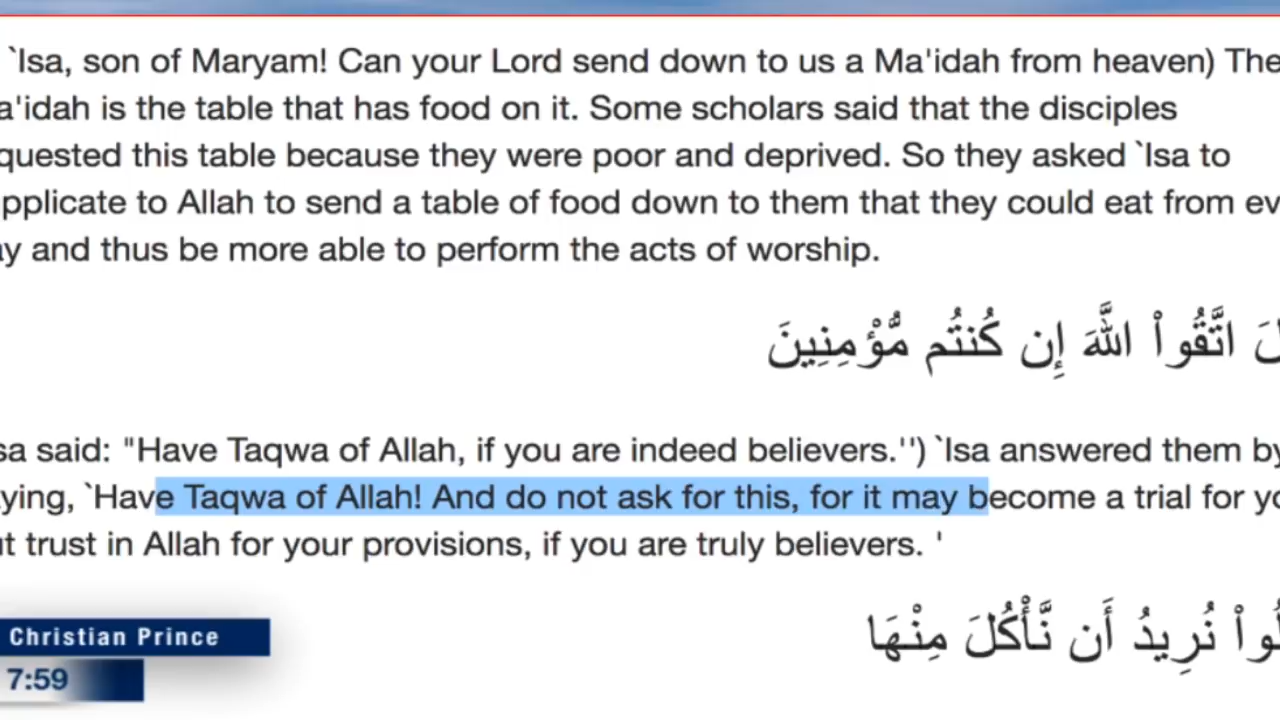 `Isa, son of Maryam! Can your Lord send down to us a Ma'idah from heaven) The
a'idah is the table that has food on it. Some scholars said that the disciples
quested this table because they were poor and deprived. So they asked `Isa to
pplicate to Allah to send a table of food down to them that they could eat from ev
ay and thus be more able to perform the acts of worship.
لَ اتَّقُواْ اللَّهَ إِن كُنتُم مُّؤْمِنِينَ
sa said: "Have Taqwa of Allah, if you are indeed believers.'') `Isa answered them by
ying, `Have Taqwa of Allah! And do not ask for this, for it may become a trial for yo
ut trust in Allah for your provisions, if you are truly believers. '
لُواْ نُرِيدُ أَن نَّأْكُلَ مِنْهَا
Christian Prince
7:59